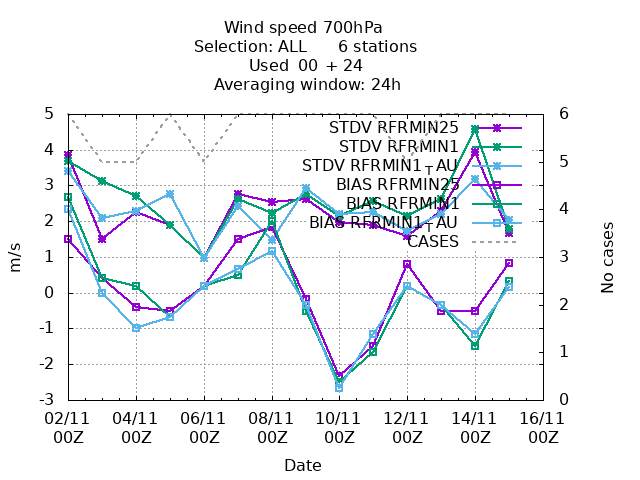 Wind speed 700hPa
Selection: ALL 6 stations
Used 00 + 24
Averaging window: 24h
5 6
STDV RFRMIN25
STDV RFRMIN1
4
STDV RFRMIN1_TAU
5
3
BIAS RFRMIN25
BIAS RFRMIN1
4
2
BIAS RFRMIN1_TAU
CASES
1 3
0
2
-1
1
-2
-3 0
m/s
No cases
02/11 04/11 06/11 08/11 10/11 12/11 14/11 16/11
00Z 00Z 00Z 00Z 00Z 00Z 00Z 00Z
Date